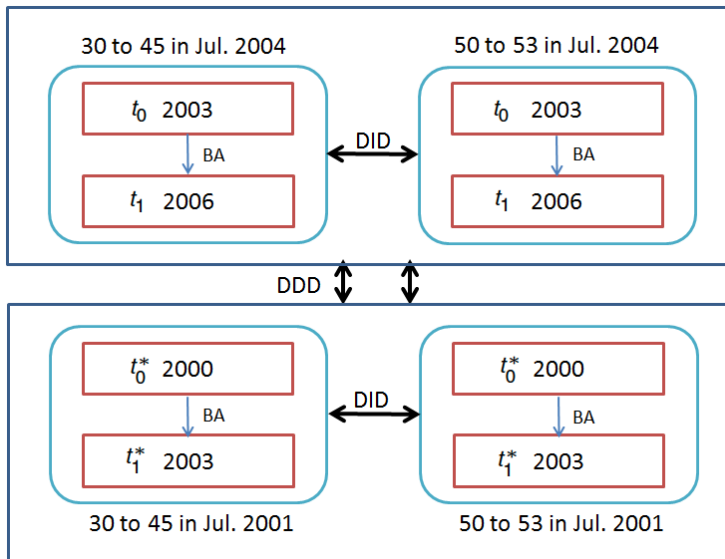 30 to 45 in Jul. 2004
50 to 53 in Jul. 2004
t₀ 2003
t₀ 2003
BA
DID
BA
t₁ 2006
t₁ 2006
DDD
t₀* 2000
t₀* 2000
BA
DID
BA
t₁* 2003
t₁* 2003
30 to 45 in Jul. 2001
50 to 53 in Jul. 2001